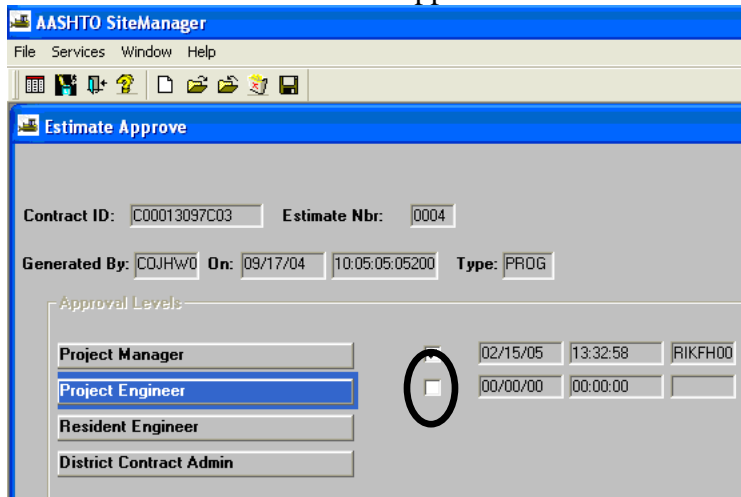 AASHTO SiteManager
File Services Window Help
Estimate Approve
Contract ID: C00013097C03 Estimate Nbr: 0004
Generated By: COJHW0 On: 09/17/04 10:05:05:05200 Type: PROG
Approval Levels
Project Manager 02/15/05 13:32:58 RIKFH00
Project Engineer 00/00/00 00:00:00
Resident Engineer
District Contract Admin